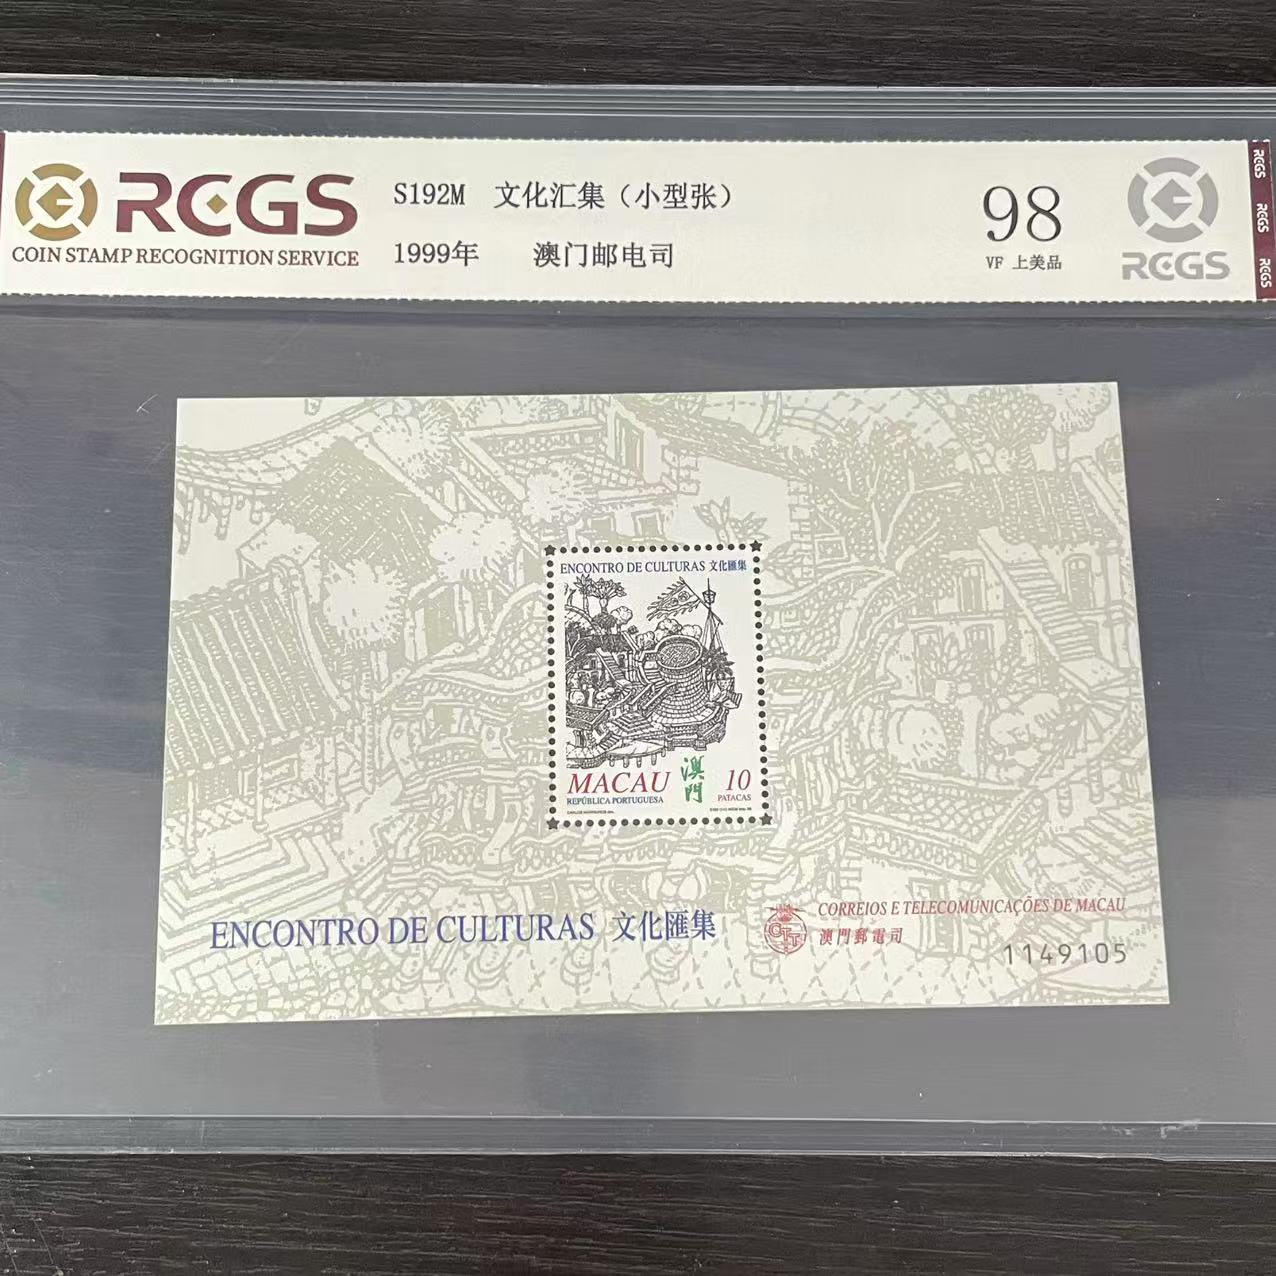 RCGS
COIN STAMP RECOGNITION SERVICE
S192M 文化汇集（小型张）
1999年 澳门邮电司
98
VF 上美品
RCGS
RCGS
RCGS
RCGS
ENCONTRO DE CULTURAS 文化匯集
MACAU 澳門 10
REPÚBLICA PORTUGUESA PATACAS
ENCONTRO DE CULTURAS 文化匯集
CTT
CORREIOS E TELECOMUNICAÇÕES DE MACAU
澳門郵電司
1149105